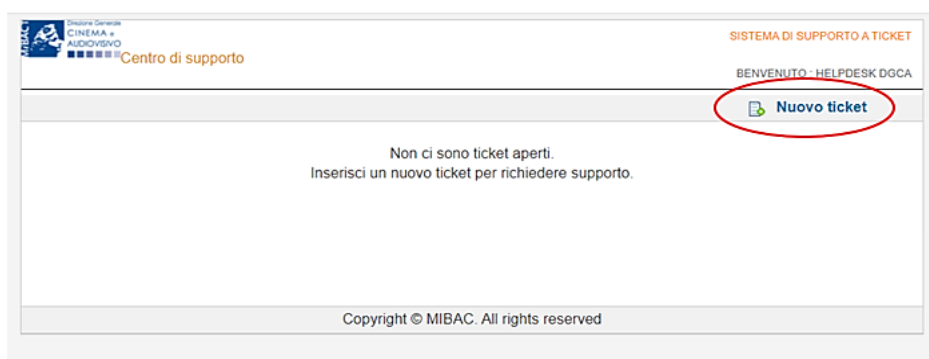 MiBACT
Direzione Generale
CINEMA e
AUDIOVISIVO
Centro di supporto
SISTEMA DI SUPPORTO A TICKET
BENVENUTO : HELPDESK DGCA
Nuovo ticket
Non ci sono ticket aperti.
Inserisci un nuovo ticket per richiedere supporto.
Copyright © MIBAC. All rights reserved